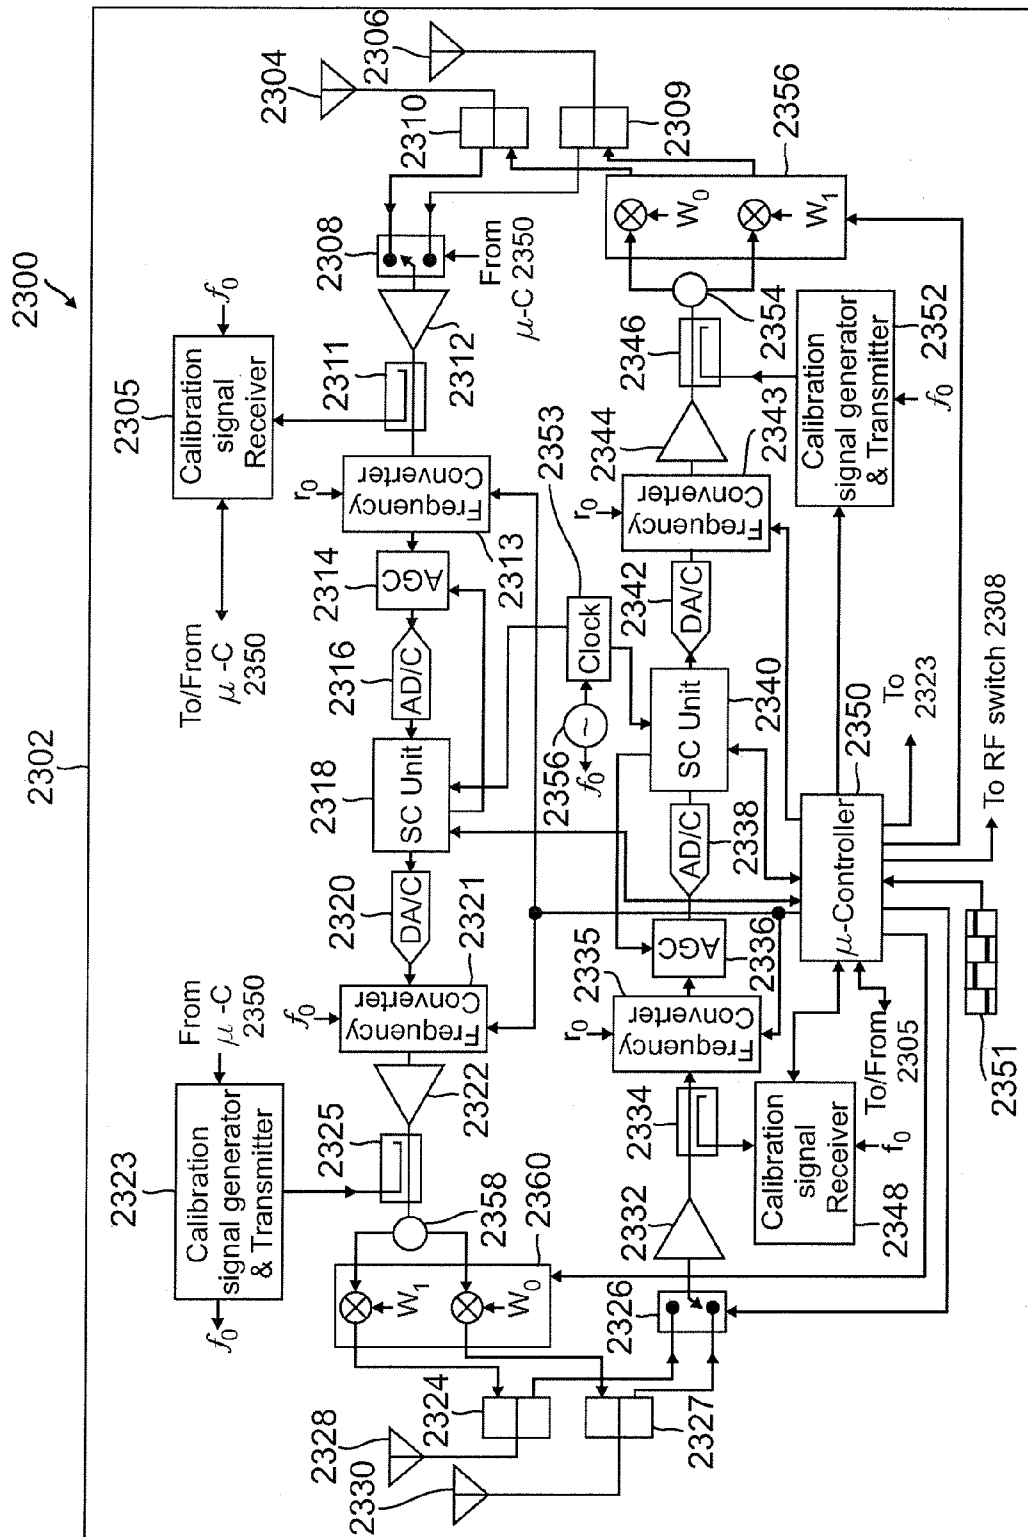 2300
2302
2304
2306
2310
2309
2308
From
μ-C 2350
2312
2311
2305
Calibration
signal
Receiver
f0
To/From
μ-C
2350
r0
Frequency
Converter
2313
2314
AGC
2316
AD/C
2318
SC Unit
2320
DA/C
2321
Frequency
Converter
f0
2322
2323
Calibration
signal generator
& Transmitter
From
μ-C
2350
f0
2325
2358
2360
W1
W0
2324
2328
2330
2327
2326
2332
2334
Calibration
signal
Receiver
2348
f0
2335
Frequency
Converter
r0
2336
AGC
2338
AD/C
2340
SC Unit
2353
Clock
2356
f0
2342
DA/C
2343
Frequency
Converter
r0
2344
2346
2354
2356
W0
W1
2352
Calibration
signal generator
& Transmitter
f0
2350
μ-Controller
To
2323
To RF switch 2308
To/From
2305
2351